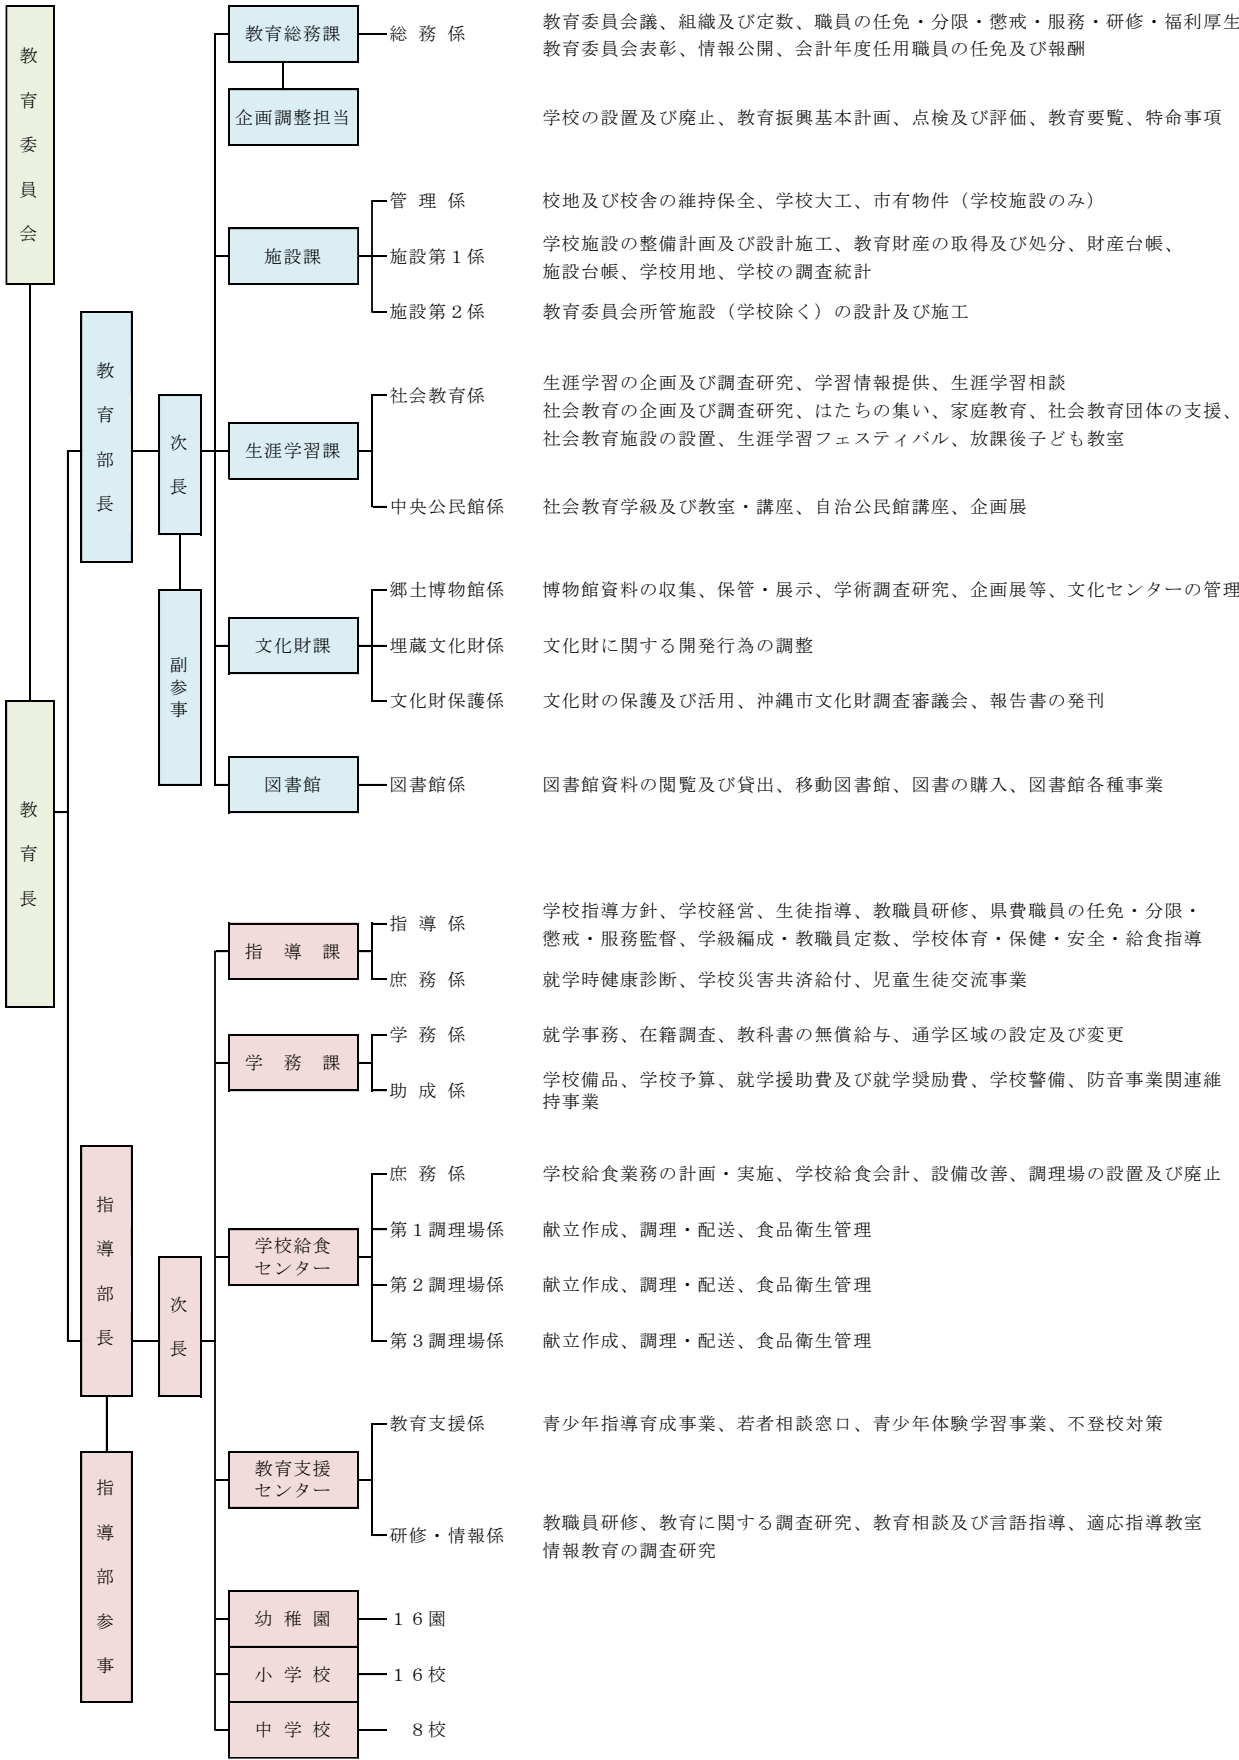 教育委員会
教育長
教育部長
次長
副参事
教育総務課
総務係
教育委員会議、組織及び定数、職員の任免・分限・懲戒・服務・研修・福利厚生
教育委員会表彰、情報公開、会計年度任用職員の任免及び報酬
企画調整担当
学校の設置及び廃止、教育振興基本計画、点検及び評価、教育要覧、特命事項
施設課
管理係
校地及び校舎の維持保全、学校大工、市有物件（学校施設のみ）
施設第１係
学校施設の整備計画及び設計施工、教育財産の取得及び処分、財産台帳、
施設台帳、学校用地、学校の調査統計
施設第２係
教育委員会所管施設（学校除く）の設計及び施工
生涯学習課
社会教育係
生涯学習の企画及び調査研究、学習情報提供、生涯学習相談
社会教育の企画及び調査研究、はたちの集い、家庭教育、社会教育団体の支援、
社会教育施設の設置、生涯学習フェスティバル、放課後子ども教室
中央公民館係
社会教育学級及び教室・講座、自治公民館講座、企画展
文化財課
郷土博物館係
博物館資料の収集、保管・展示、学術調査研究、企画展等、文化センターの管理
埋蔵文化財係
文化財に関する開発行為の調整
文化財保護係
文化財の保護及び活用、沖縄市文化財調査審議会、報告書の発刊
図書館
図書館係
図書館資料の閲覧及び貸出、移動図書館、図書の購入、図書館各種事業
指導部長
指導部参事
次長
指導課
指導係
学校指導方針、学校経営、生徒指導、教職員研修、県費職員の任免・分限・
懲戒・服務監督、学級編成・教職員定数、学校体育・保健・安全・給食指導
庶務係
就学時健康診断、学校災害共済給付、児童生徒交流事業
学務課
学務係
就学事務、在籍調査、教科書の無償給与、通学区域の設定及び変更
助成係
学校備品、学校予算、就学援助費及び就学奨励費、学校警備、防音事業関連維
持事業
学校給食
センター
庶務係
学校給食業務の計画・実施、学校給食会計、設備改善、調理場の設置及び廃止
第１調理場係
献立作成、調理・配送、食品衛生管理
第２調理場係
献立作成、調理・配送、食品衛生管理
第３調理場係
献立作成、調理・配送、食品衛生管理
教育支援
センター
教育支援係
青少年指導育成事業、若者相談窓口、青少年体験学習事業、不登校対策
研修・情報係
教職員研修、教育に関する調査研究、教育相談及び言語指導、適応指導教室
情報教育の調査研究
幼稚園
１６園
小学校
１６校
中学校
８校